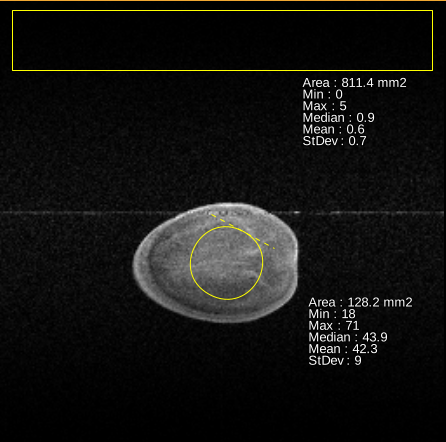 Area : 811.4 mm2
Min : 0
Max : 5
Median : 0.9
Mean : 0.6
StDev : 0.7
Area : 128.2 mm2
Min : 18
Max : 71
Median : 43.9
Mean : 42.3
StDev : 9